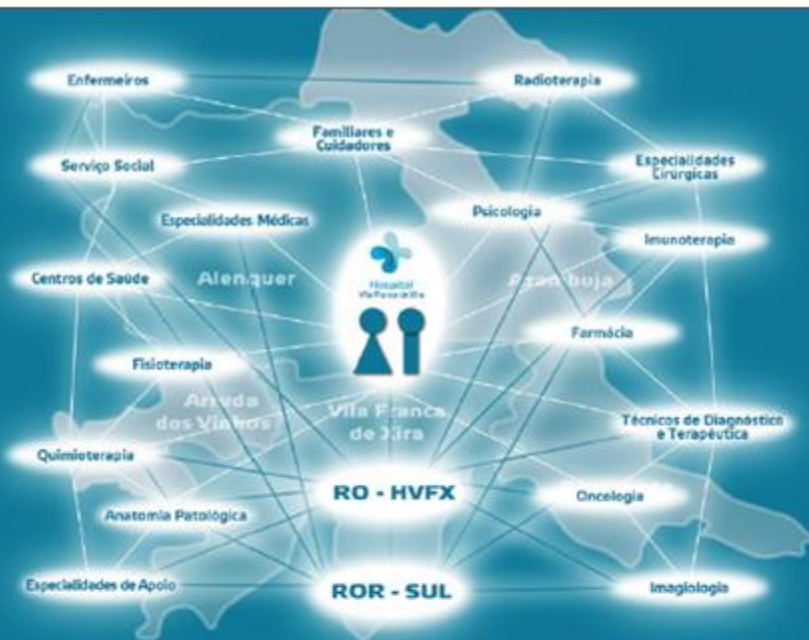 Enfermeiros
Radioterapia
Familiares e
Cuidadores
Serviço Social
Especialidades
Cirúrgicas
Especialidades Médicas
Psicologia
Imunoterapia
Hospital
Vila Franca de Xira
Centros de Saúde
Alenquer
Azambuja
Farmácia
Fisioterapia
Arruda
dos Vinhos
Vila Franca
de Xira
Técnicos de Diagnóstico
e Terapêutica
Quimioterapia
RO - HVFX
Oncologia
Anatomia Patológica
Especialidades de Apoio
ROR - SUL
Imagiologia